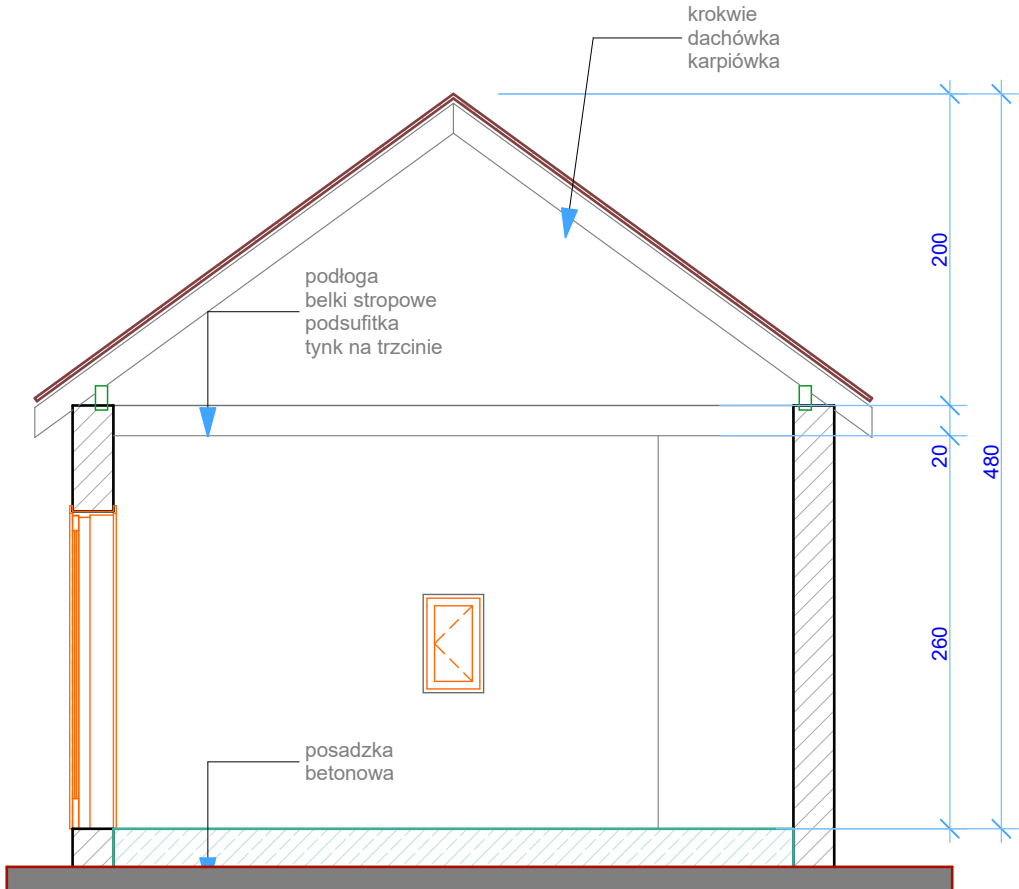 krokwie
dachówka
karpiówka
200
podłoga
belki stropowe
podsufitka
tynk na trzcinie
20
480
260
posadzka
betonowa